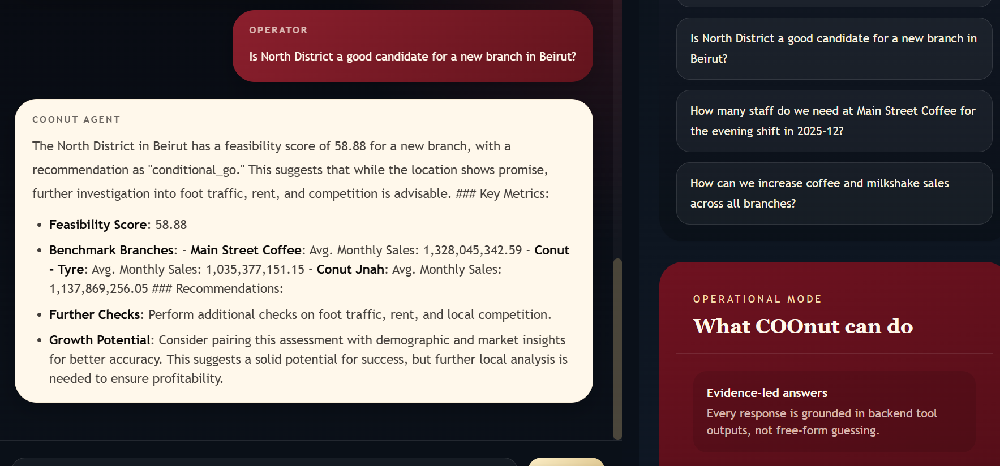 OPERATOR
Is North District a good candidate for a new branch in Beirut?
COONUT AGENT
The North District in Beirut has a feasibility score of 58.88 for a new branch, with a
recommendation as "conditional_go." This suggests that while the location shows promise,
further investigation into foot traffic, rent, and competition is advisable. ### Key Metrics:
• Feasibility Score: 58.88
• Benchmark Branches: - Main Street Coffee: Avg. Monthly Sales: 1,328,045,342.59 - Conut
- Tyre: Avg. Monthly Sales: 1,035,377,151.15 - Conut Jnah: Avg. Monthly Sales:
1,137,869,256.05 ### Recommendations:
• Further Checks: Perform additional checks on foot traffic, rent, and local competition.
• Growth Potential: Consider pairing this assessment with demographic and market insights
for better accuracy. This suggests a solid potential for success, but further local analysis is
needed to ensure profitability.
Is North District a good candidate for a new branch in
Beirut?
How many staff do we need at Main Street Coffee for
the evening shift in 2025-12?
How can we increase coffee and milkshake sales
across all branches?
OPERATIONAL MODE
What COOnut can do
Evidence-led answers
Every response is grounded in backend tool
outputs, not free-form guessing.